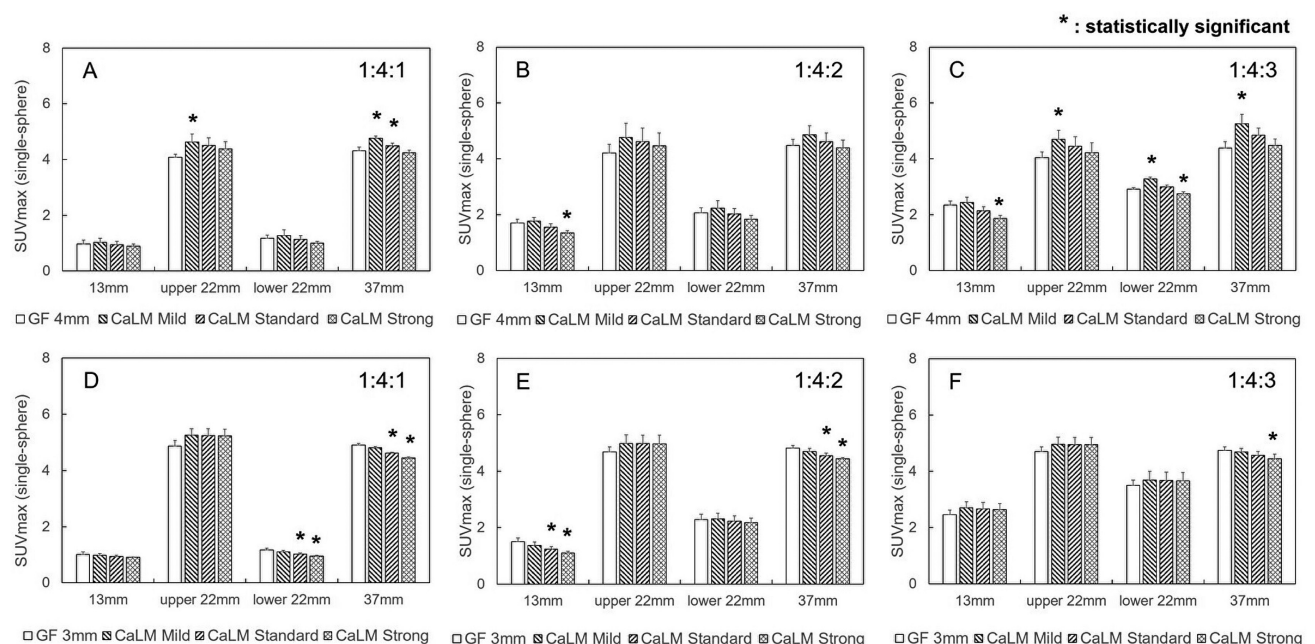 * : statistically significant
A 1:4:1
SUVmax (single-sphere)
8
6
4
2
0
*
* *
13mm upper 22mm lower 22mm 37mm
GF 4mm CaLM Mild CaLM Standard CaLM Strong
B 1:4:2
SUVmax (single-sphere)
8
6
4
2
0
*
13mm upper 22mm lower 22mm 37mm
GF 4mm CaLM Mild CaLM Standard CaLM Strong
C 1:4:3
SUVmax (single-sphere)
8
6
4
2
0
* *
* * *
13mm upper 22mm lower 22mm 37mm
GF 4mm CaLM Mild CaLM Standard CaLM Strong
D 1:4:1
SUVmax (single-sphere)
8
6
4
2
0
* *
* *
13mm upper 22mm lower 22mm 37mm
GF 3mm CaLM Mild CaLM Standard CaLM Strong
E 1:4:2
SUVmax (single-sphere)
8
6
4
2
0
* *
* *
13mm upper 22mm lower 22mm 37mm
GF 3mm CaLM Mild CaLM Standard CaLM Strong
F 1:4:3
SUVmax (single-sphere)
8
6
4
2
0
*
13mm upper 22mm lower 22mm 37mm
GF 3mm CaLM Mild CaLM Standard CaLM Strong